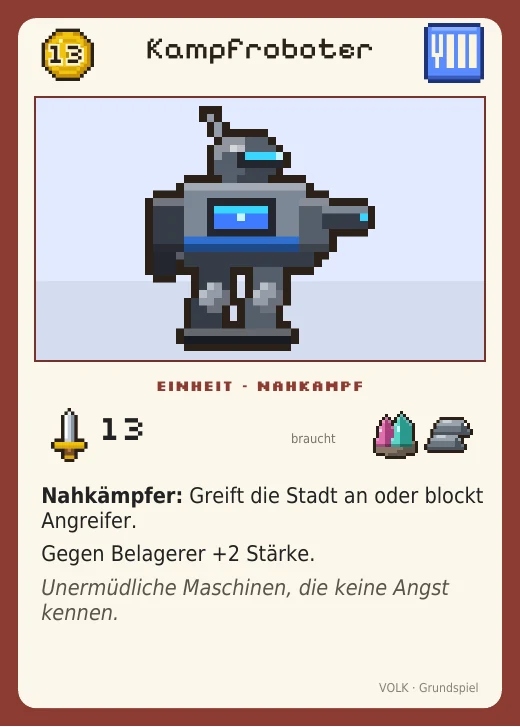 13
Kampfroboter
EINHEIT - NAHKAMPF
13
braucht
Nahkämpfer: Greift die Stadt an oder blockt
Angreifer.
Gegen Belagerer +2 Stärke.
Unermüdliche Maschinen, die keine Angst
kennen.
VOLK · Grundspiel